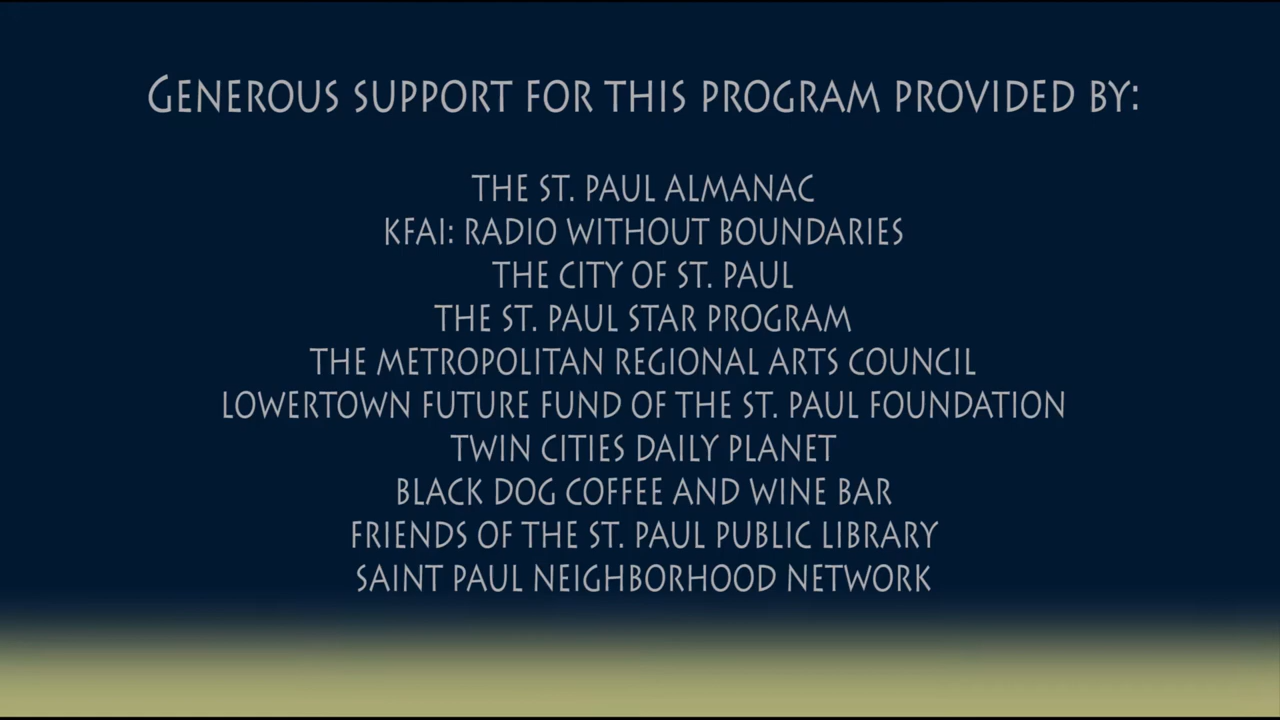 GENEROUS SUPPORT FOR THIS PROGRAM PROVIDED BY:
THE ST. PAUL ALMANAC
KFAI: RADIO WITHOUT BOUNDARIES
THE CITY OF ST. PAUL
THE ST. PAUL STAR PROGRAM
THE METROPOLITAN REGIONAL ARTS COUNCIL
LOWERTOWN FUTURE FUND OF THE ST. PAUL FOUNDATION
TWIN CITIES DAILY PLANET
BLACK DOG COFFEE AND WINE BAR
FRIENDS OF THE ST. PAUL PUBLIC LIBRARY
SAINT PAUL NEIGHBORHOOD NETWORK